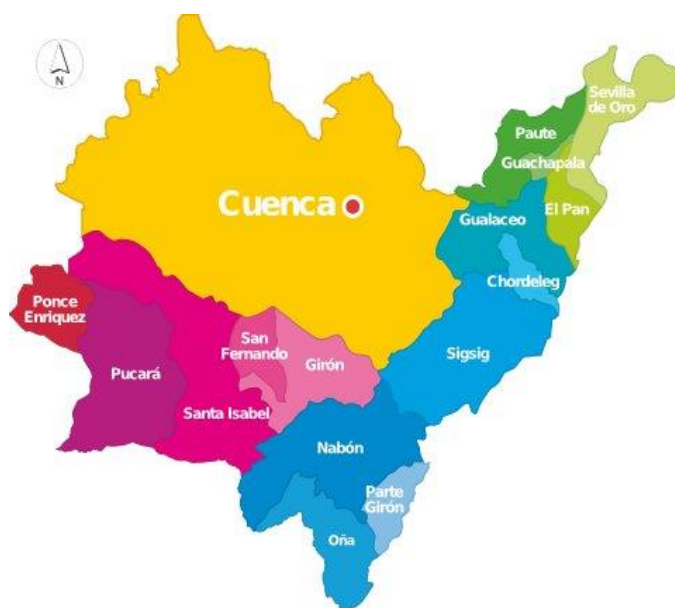 N
Sevilla
de Oro
Paute
Guachapala
Cuenca
El Pan
Gualaceo
Chordeleg
Ponce
Enriquez
San
Fernando
Girón
Sigsig
Pucará
Santa Isabel
Nabón
Parte
Girón
Oña